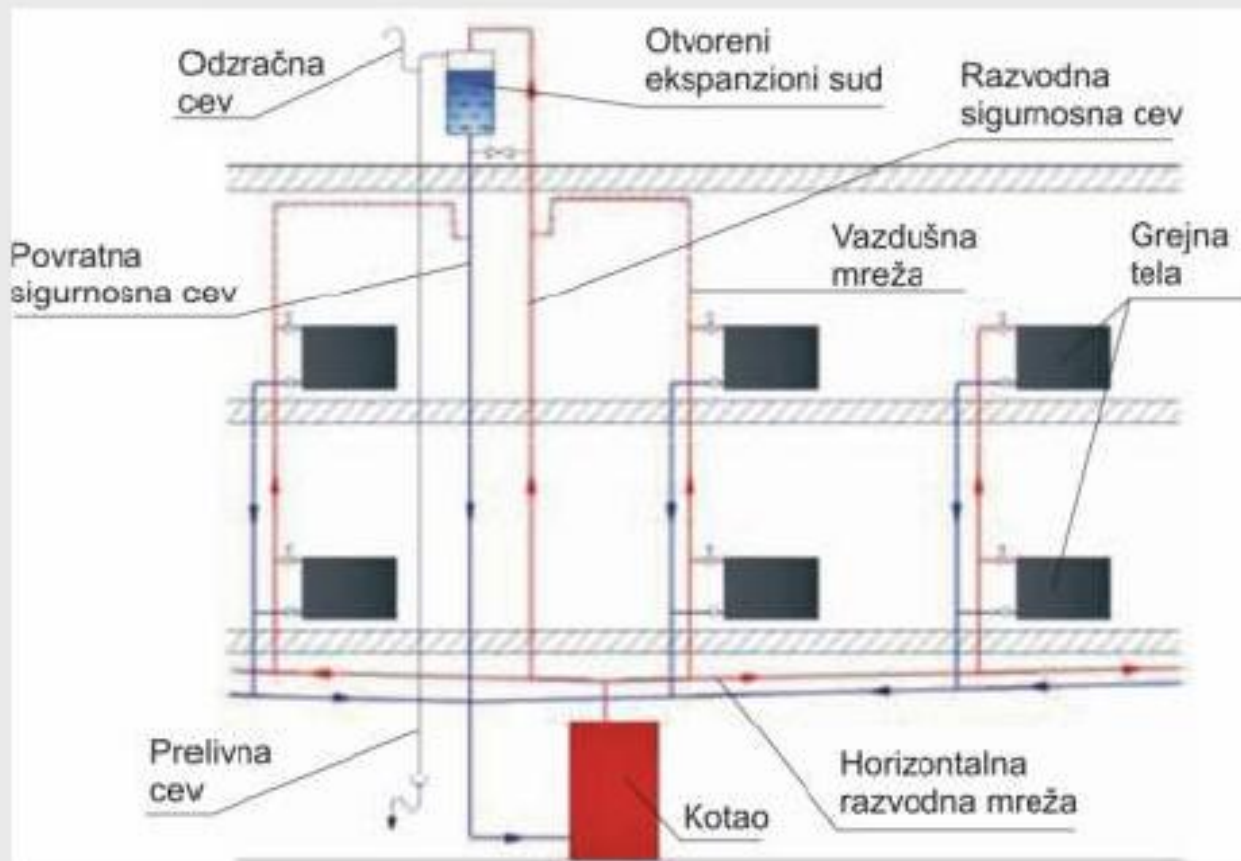 Odzračna
cev
Otvoreni
ekspanzioni sud
Razvodna
sigurnosna cev
Povratna
sigurnosna cev
Vazdušna
mreža
Grejna
tela
Prelivna
cev
Kotao
Horizontalna
razvodna mreža